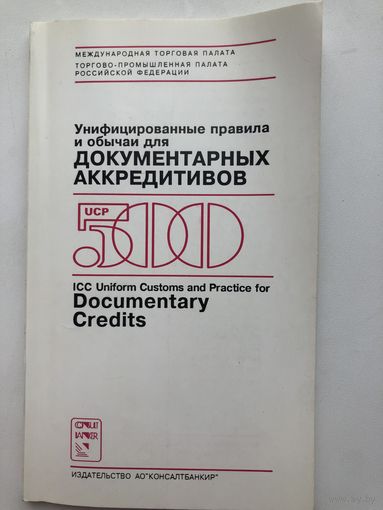 МЕЖДУНАРОДНАЯ ТОРГОВАЯ ПАЛАТА
ТОРГОВО-ПРОМЫШЛЕННАЯ ПАЛАТА
РОССИЙСКОЙ ФЕДЕРАЦИИ
Унифицированные правила
и обычаи для
ДОКУМЕНТАРНЫХ
АККРЕДИТИВОВ
UCP
500
ICC Uniform Customs and Practice for
Documentary
Credits
ИЗДАТЕЛЬСТВО АО"КОНСАЛТБАНКИР"